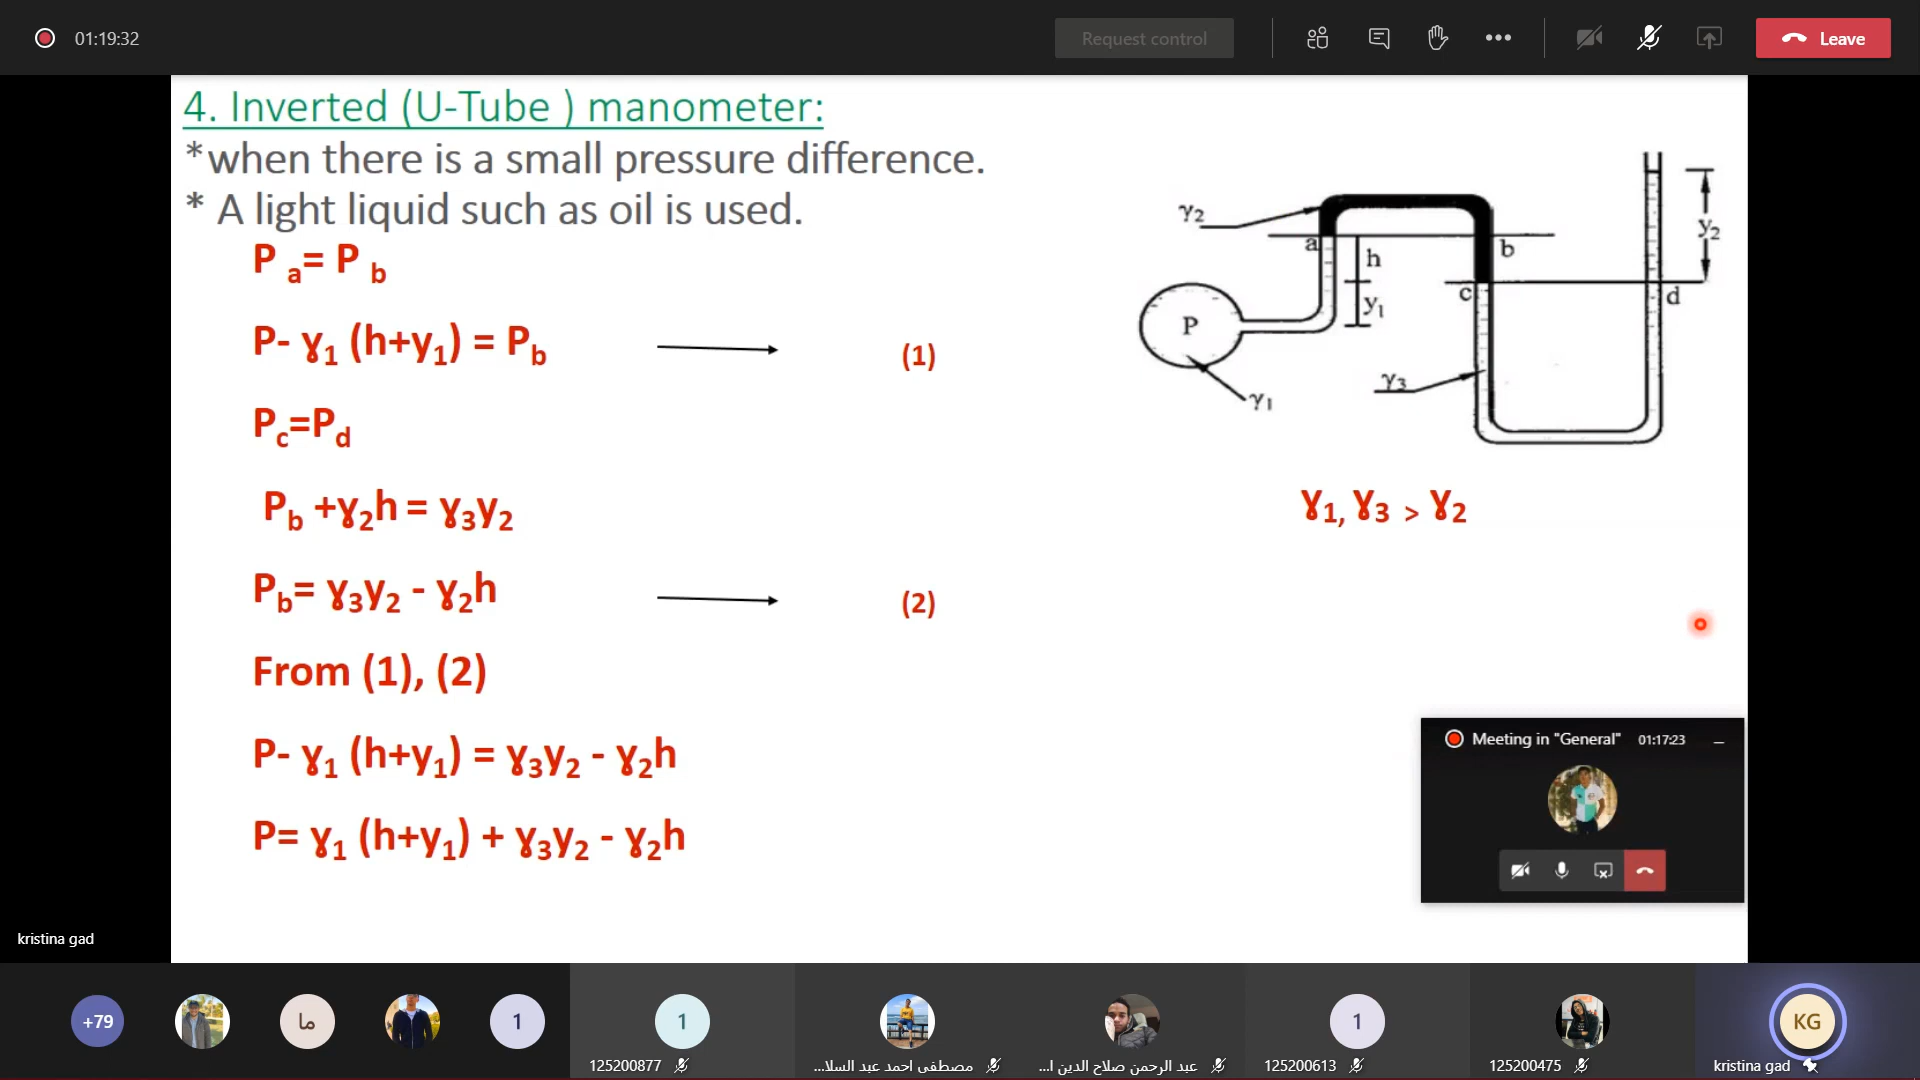 01:19:32
Request control
Leave
4. Inverted (U-Tube ) manometer:
*when there is a small pressure difference.
* A light liquid such as oil is used.
P a= P b
P- ɣ1 (h+y1) = Pb
(1)
Pc=Pd
Pb +ɣ2h = ɣ3y2
Pb= ɣ3y2 - ɣ2h
(2)
From (1), (2)
P- ɣ1 (h+y1) = ɣ3y2 - ɣ2h
P= ɣ1 (h+y1) + ɣ3y2 - ɣ2h
γ2
a
h
b
y2
c
d
y1
P
γ3
γ1
ɣ1, ɣ3 > ɣ2
Meeting in "General" 01:17:23
kristina gad
+79
ما
1
1
1
KG
125200877
مصطفى احمد عبد السلا...
عبد الرحمن صلاح الدين ا...
125200613
125200475
kristina gad